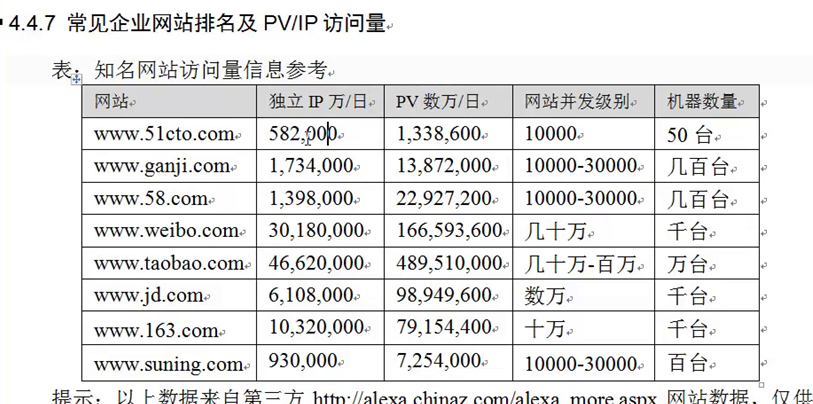 4.4.7 常见企业网站排名及 PV/IP 访问量
表：知名网站访问量信息参考
网站 独立 IP 万/日 PV 数万/日 网站并发级别 机器数量
www.51cto.com 582,000 1,338,600 10000 50 台
www.ganji.com 1,734,000 13,872,000 10000-30000 几百台
www.58.com 1,398,000 22,927,200 10000-30000 几百台
www.weibo.com 30,180,000 166,593,600 几十万 千台
www.taobao.com 46,620,000 489,510,000 几十万-百万 万台
www.jd.com 6,108,000 98,949,600 数万 千台
www.163.com 10,320,000 79,154,400 十万 千台
www.suning.com 930,000 7,254,000 10000-30000 百台
提示：以上数据来自第三方 http://alexa.chinaz.com/alexa_more.aspx 网站数据，仅供